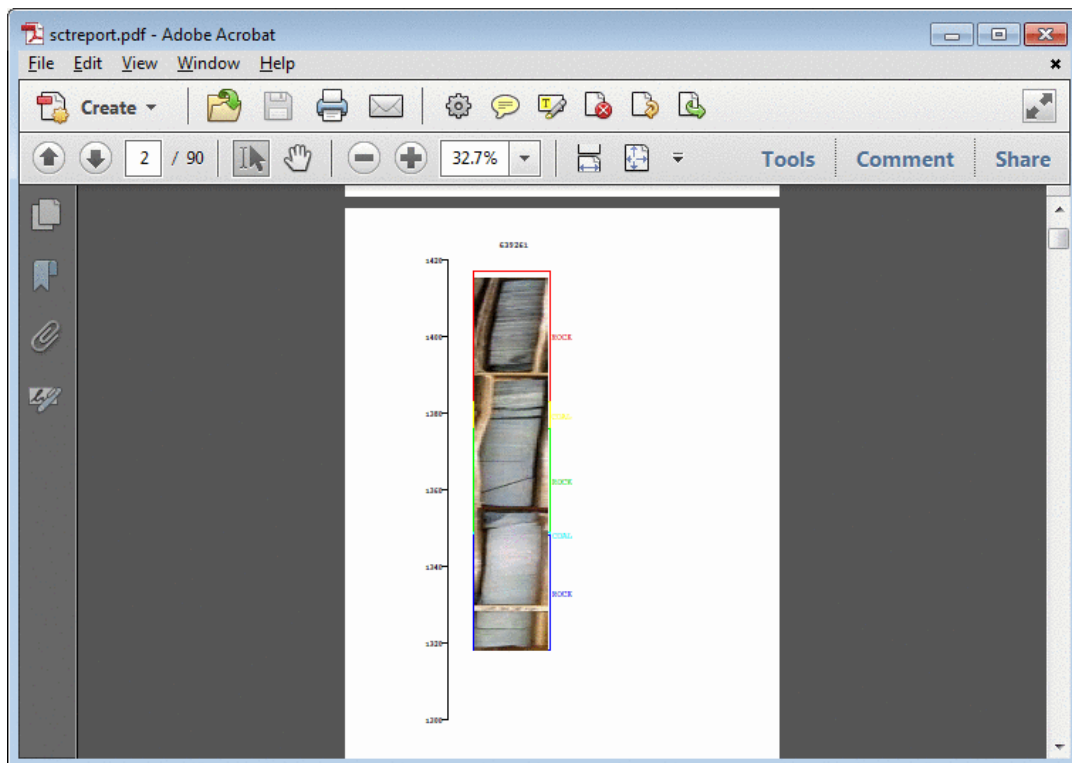 sctreport.pdf - Adobe Acrobat
File Edit View Window Help
Create
2 / 90 32.7% Tools Comment Share
639261
1420
1400 ROCK
1380 COAL
1360 ROCK
COAL
1340
ROCK
1320
1300